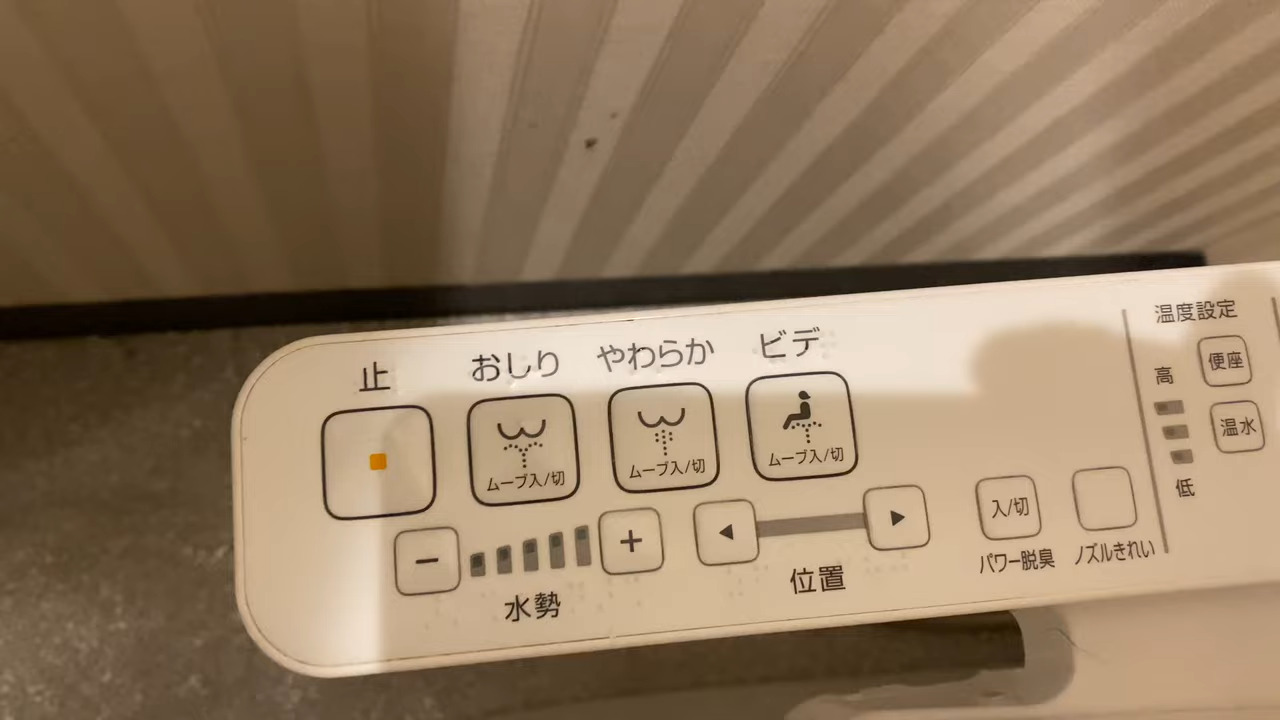 止
おしり
やわらか
ビデ
ムーブ入/切
ムーブ入/切
ムーブ入/切
−
+
水勢
位置
入/切
パワー脱臭
ノズルきれい
温度設定
高
低
便座
温水